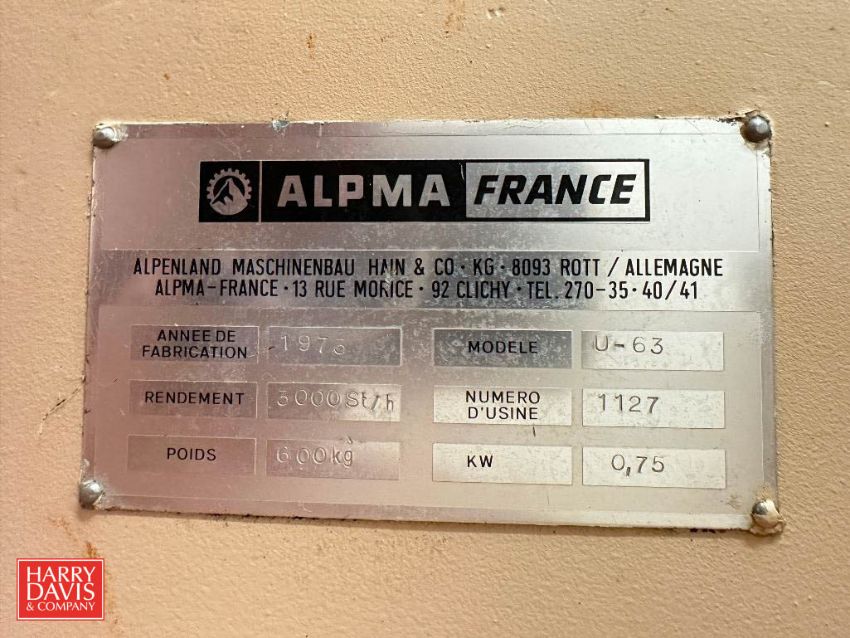 ALPMA FRANCE
ALPENLAND MASCHINENBAU HAIN & CO · KG · 8093 ROTT / ALLEMAGNE
ALPMA-FRANCE · 13 RUE MORICE · 92 CLICHY · TEL. 270-35 · 40/41
ANNEE DE
FABRICATION
MODELE U-63
RENDEMENT 3000St/h
NUMERO
D'USINE 1127
POIDS 600kg
KW 0,75
HARRY
DAVIS
& COMPANY